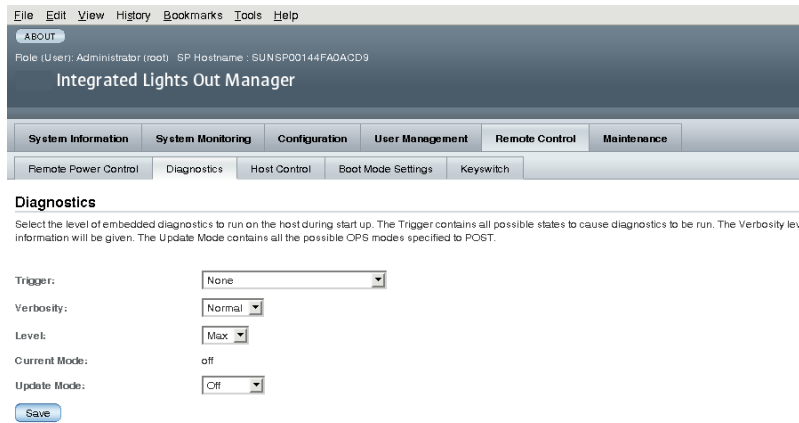 File Edit View History Bookmarks Tools Help
ABOUT
Role (User): Administrator (root) SP Hostname : SUNSP00144FA0ACD9
Integrated Lights Out Manager
System Information System Monitoring Configuration User Management Remote Control Maintenance
Remote Power Control Diagnostics Host Control Boot Mode Settings Keyswitch
Diagnostics
Select the level of embedded diagnostics to run on the host during start up. The Trigger contains all possible states to cause diagnostics to be run. The Verbosity lev
information will be given. The Update Mode contains all the possible OPS modes specified to POST.
Trigger: None
Verbosity: Normal
Level: Max
Current Mode: off
Update Mode: Off
Save